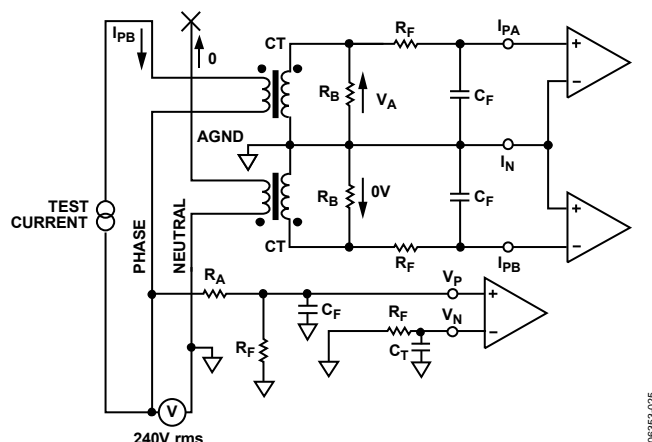 IPB
0
CT
RF
IPA
+
−
RB
VA
CF
AGND
IN
TEST
CURRENT
PHASE
NEUTRAL
RB
0V
CF
+
−
CT
RF
IPB
RA
VP
+
CF
RF
VN
−
RF
CT
V
240V rms
06353-025